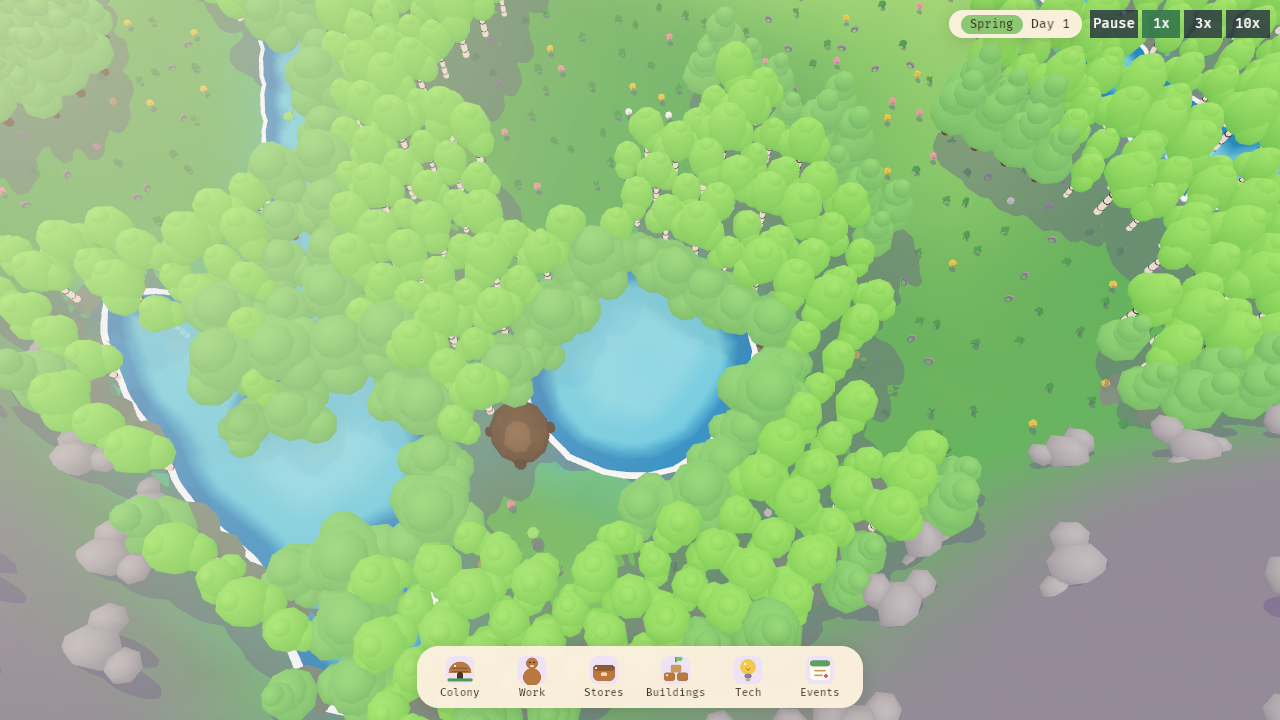 Spring Day 1 Pause 1x 3x 10x
Colony Work Stores Buildings Tech Events